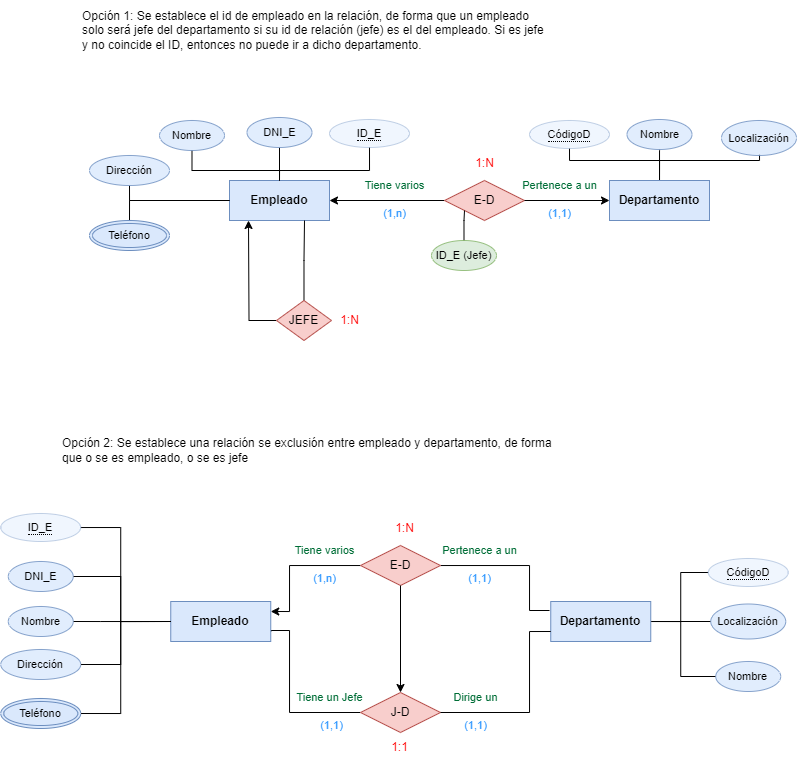 Opción 1: Se establece el id de empleado en la relación, de forma que un empleado
solo será jefe del departamento si su id de relación (jefe) es el del empleado. Si es jefe
y no coincide el ID, entonces no puede ir a dicho departamento.
Nombre
DNI_E
ID_E
CódigoD
Nombre
Localización
Dirección
1:N
Empleado
Tiene varios
E-D
Pertenece a un
Departamento
(1,n)
(1,1)
Teléfono
ID_E (Jefe)
JEFE
1:N
Opción 2: Se establece una relación se exclusión entre empleado y departamento, de forma
que o se es empleado, o se es jefe
ID_E
1:N
Tiene varios
E-D
Pertenece a un
DNI_E
(1,n)
(1,1)
CódigoD
Nombre
Empleado
Departamento
Localización
Dirección
Nombre
Tiene un Jefe
J-D
Dirige un
Teléfono
(1,1)
(1,1)
1:1